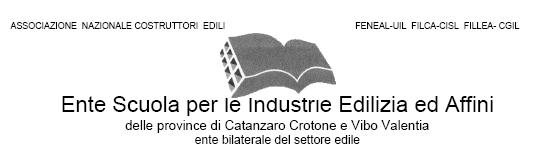 ASSOCIAZIONE NAZIONALE COSTRUTTORI EDILI FENEAL-UIL FILCA-CISL FILLEA- CGIL
Ente Scuola per le Industrie Edilizia ed Affini
delle province di Catanzaro Crotone e Vibo Valentia
ente bilaterale del settore edile